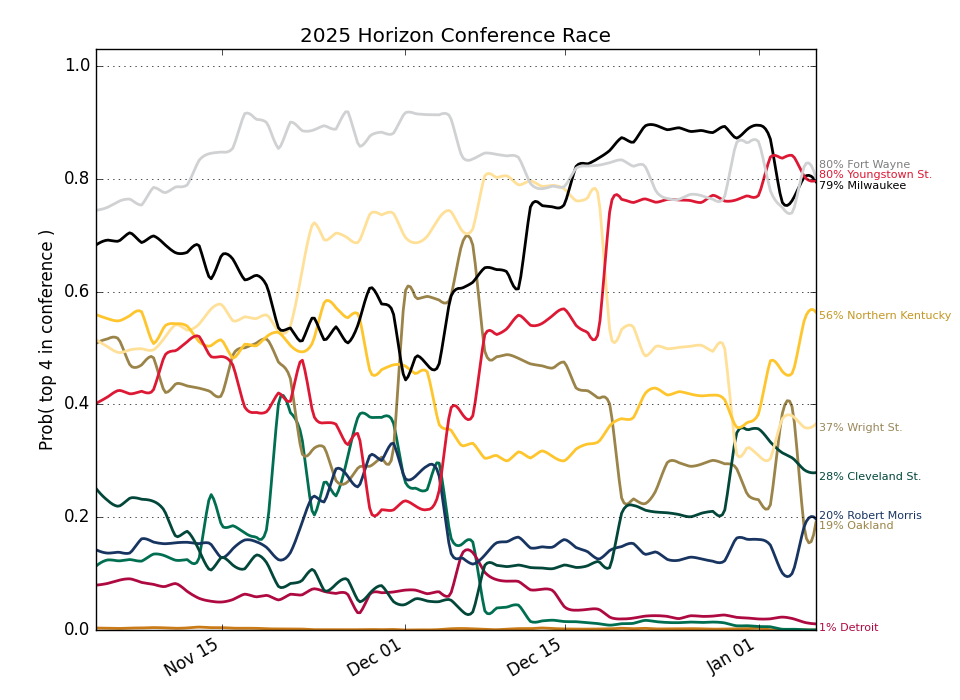 2025 Horizon Conference Race
Prob( top 4 in conference )
1.0
0.8
0.6
0.4
0.2
0.0
Nov 15
Dec 01
Dec 15
Jan 01
80% Fort Wayne
80% Youngstown St.
79% Milwaukee
56% Northern Kentucky
37% Wright St.
28% Cleveland St.
20% Robert Morris
19% Oakland
1% Detroit